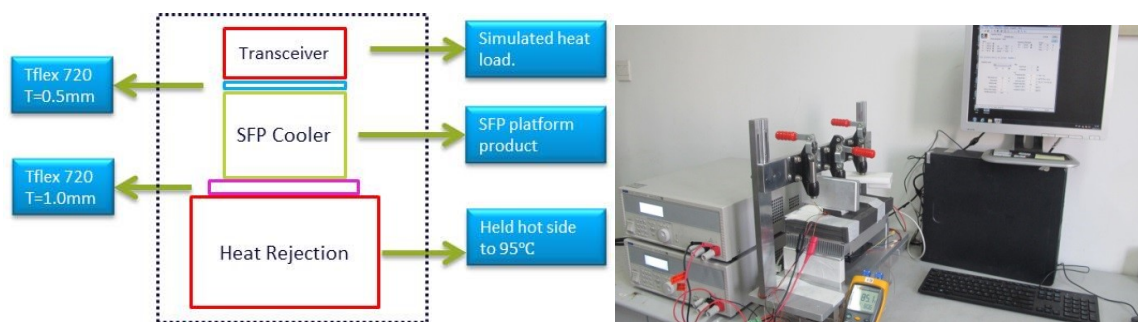 Transceiver
Simulated heat
load.
Tflex 720
T=0.5mm
SFP Cooler
SFP platform
product
Tflex 720
T=1.0mm
Heat Rejection
Held hot side
to 95℃